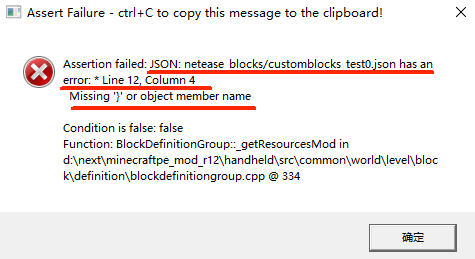 Assert Failure - ctrl+C to copy this message to the clipboard!
Assertion failed: JSON: netease_blocks/customblocks_test0.json has an
error: * Line 12, Column 4
Missing '}' or object member name
Condition is false: false
Function: BlockDefinitionGroup::_getResourcesMod in
d:\next\minecraftpe_mod_r12\handheld\src\common\world\level\bloc
k\definition\blockdefinitiongroup.cpp @ 334
确定